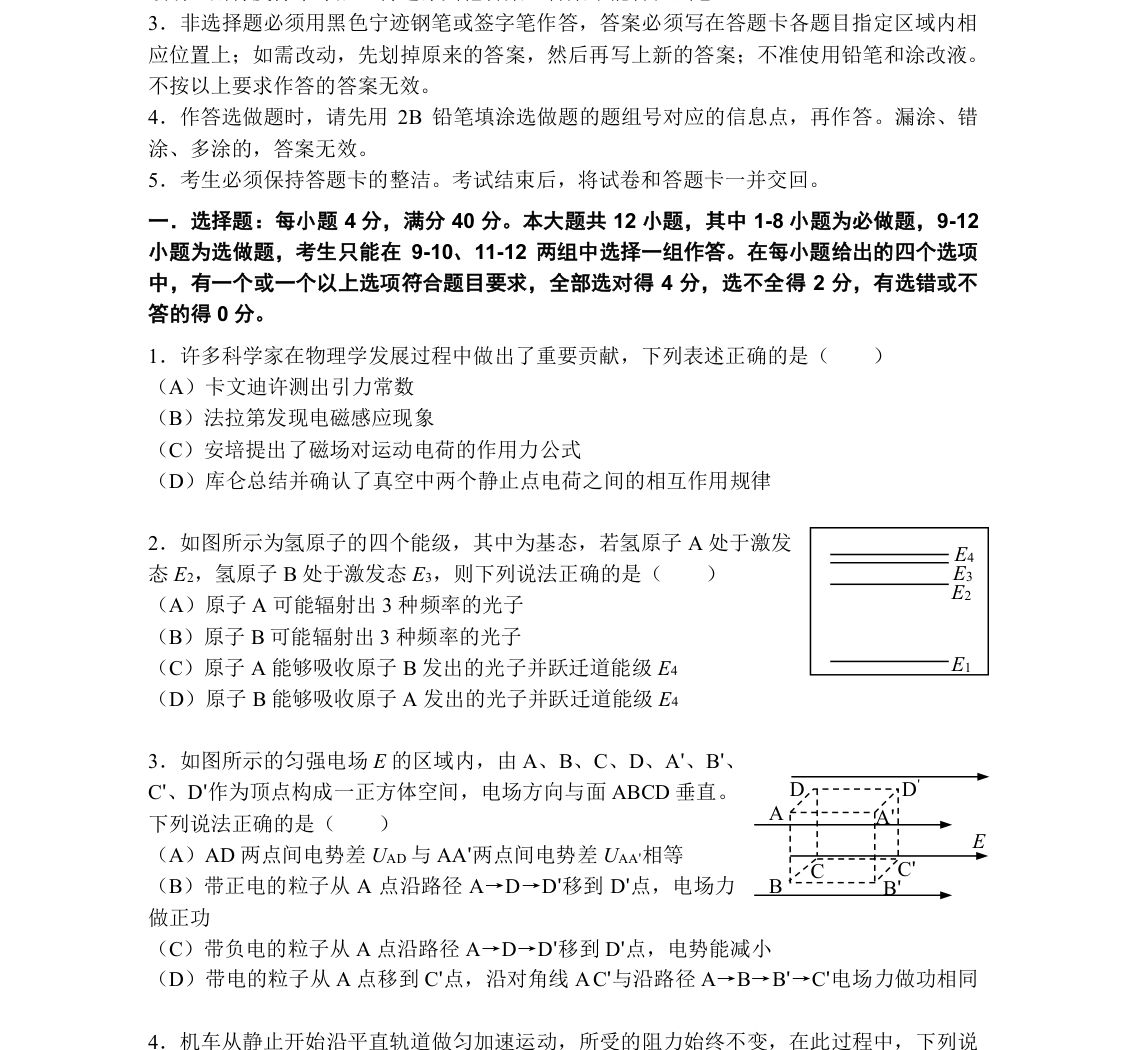 3．非选择题必须用黑色宁迹钢笔或签字笔作答，答案必须写在答题卡各题目指定区域内相
应位置上；如需改动，先划掉原来的答案，然后再写上新的答案；不准使用铅笔和涂改液。
不按以上要求作答的答案无效。
4．作答选做题时，请先用 2B 铅笔填涂选做题的题组号对应的信息点，再作答。漏涂、错
涂、多涂的，答案无效。
5．考生必须保持答题卡的整洁。考试结束后，将试卷和答题卡一并交回。
一．选择题：每小题 4 分，满分 40 分。本大题共 12 小题，其中 1-8 小题为必做题，9-12
小题为选做题，考生只能在 9-10、11-12 两组中选择一组作答。在每小题给出的四个选项
中，有一个或一个以上选项符合题目要求，全部选对得 4 分，选不全得 2 分，有选错或不
答的得 0 分。
1．许多科学家在物理学发展过程中做出了重要贡献，下列表述正确的是（　　）
（A）卡文迪许测出引力常数
（B）法拉第发现电磁感应现象
（C）安培提出了磁场对运动电荷的作用力公式
（D）库仑总结并确认了真空中两个静止点电荷之间的相互作用规律
2．如图所示为氢原子的四个能级，其中为基态，若氢原子 A 处于激发
态 E2，氢原子 B 处于激发态 E3，则下列说法正确的是（　　）
（A）原子 A 可能辐射出 3 种频率的光子
（B）原子 B 可能辐射出 3 种频率的光子
（C）原子 A 能够吸收原子 B 发出的光子并跃迁道能级 E4
（D）原子 B 能够吸收原子 A 发出的光子并跃迁道能级 E4
E4
E3
E2
E1
3．如图所示的匀强电场 E 的区域内，由 A、B、C、D、A'、B'、
C'、D'作为顶点构成一正方体空间，电场方向与面 ABCD 垂直。
下列说法正确的是（　　）
（A）AD 两点间电势差 UAD 与 AA'两点间电势差 UAA'相等
（B）带正电的粒子从 A 点沿路径 A→D→D'移到 D'点，电场力
做正功
（C）带负电的粒子从 A 点沿路径 A→D→D'移到 D'点，电势能减小
（D）带电的粒子从 A 点移到 C'点，沿对角线 A C'与沿路径 A→B→B'→C'电场力做功相同
D
D'
A
A'
E
C
C'
B
B'
4．机车从静止开始沿平直轨道做匀加速运动，所受的阻力始终不变，在此过程中，下列说